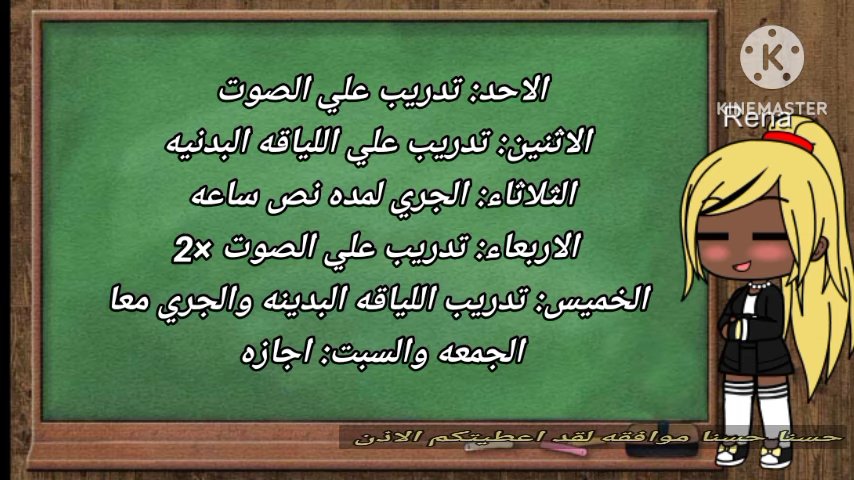 الاحد: تدريب علي الصوت
الاثنين: تدريب علي اللياقه البدنيه
الثلاثاء: الجري لمده نص ساعه
الاربعاء: تدريب علي الصوت ×2
الخميس: تدريب اللياقه البدينه والجري معا
الجمعه والسبت: اجازه
KINEMASTER
Rena
حسنا حسنا موافقه لقد اعطيتكم الاذن